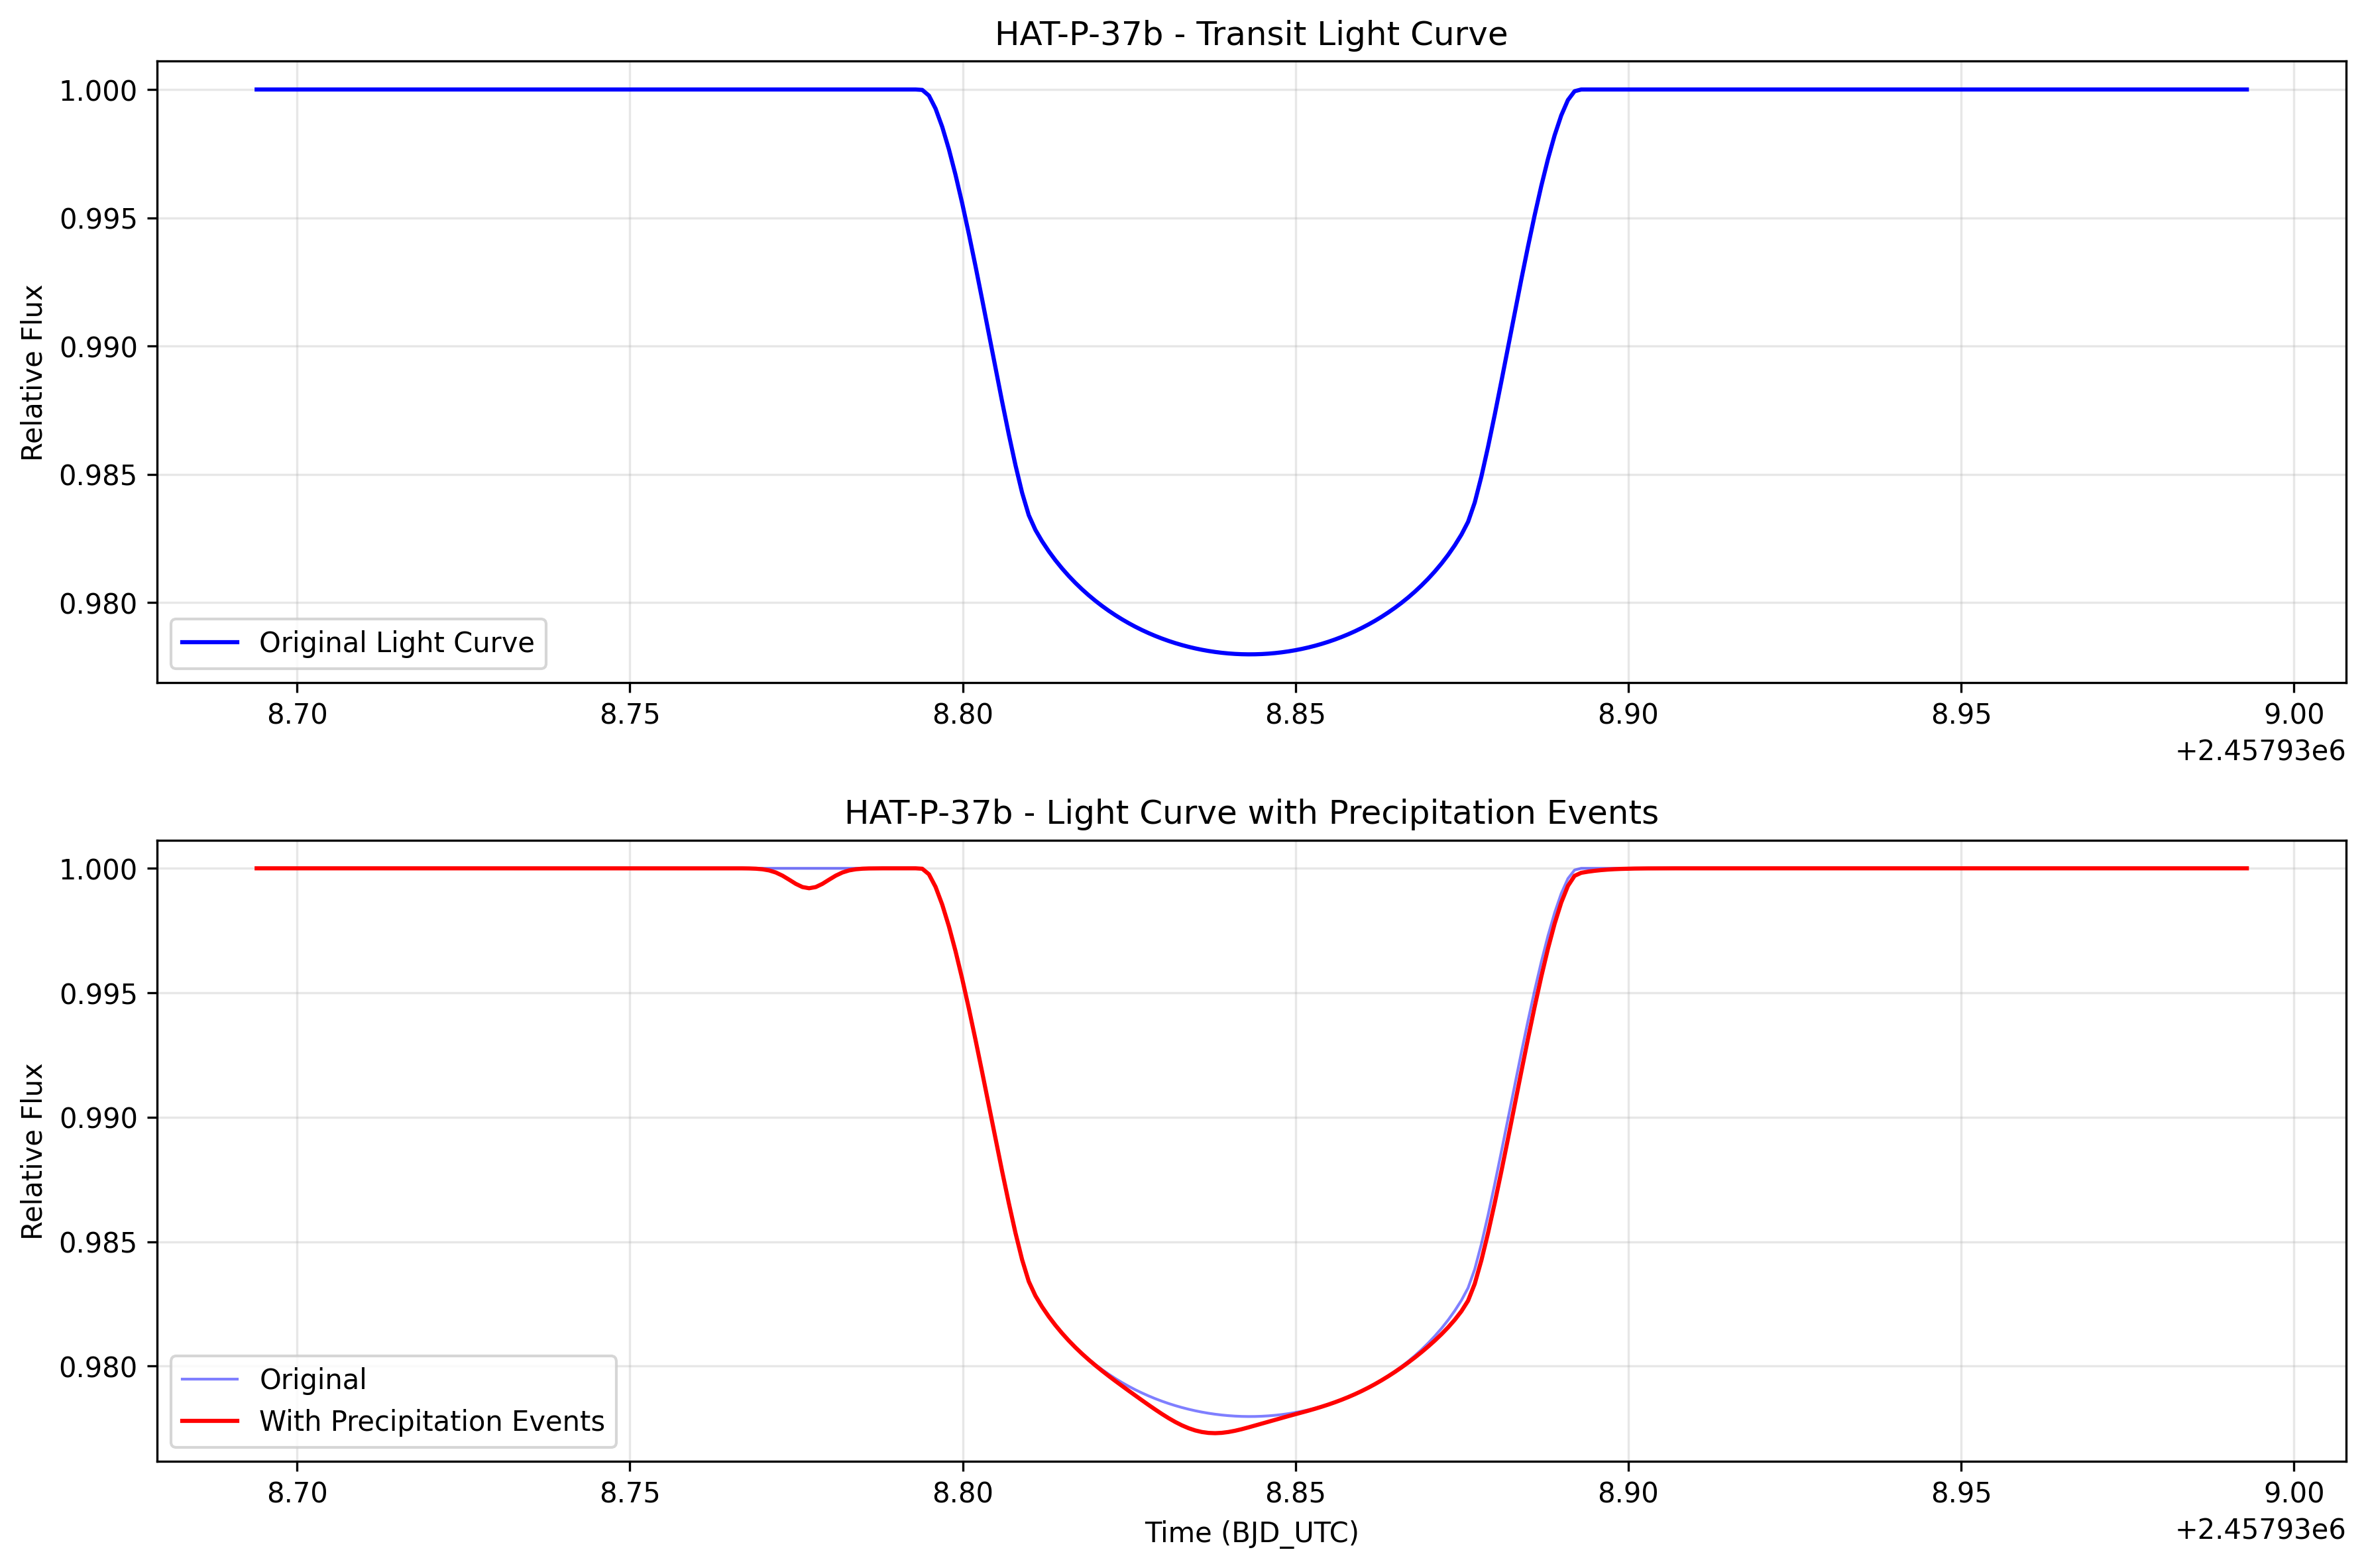 HAT-P-37b - Transit Light Curve
1.000
0.995
0.990
0.985
0.980
Relative Flux
Original Light Curve
8.70 8.75 8.80 8.85 8.90 8.95 9.00
+2.45793e6
HAT-P-37b - Light Curve with Precipitation Events
1.000
0.995
0.990
0.985
0.980
Relative Flux
Original
With Precipitation Events
8.70 8.75 8.80 8.85 8.90 8.95 9.00
Time (BJD_UTC)
+2.45793e6